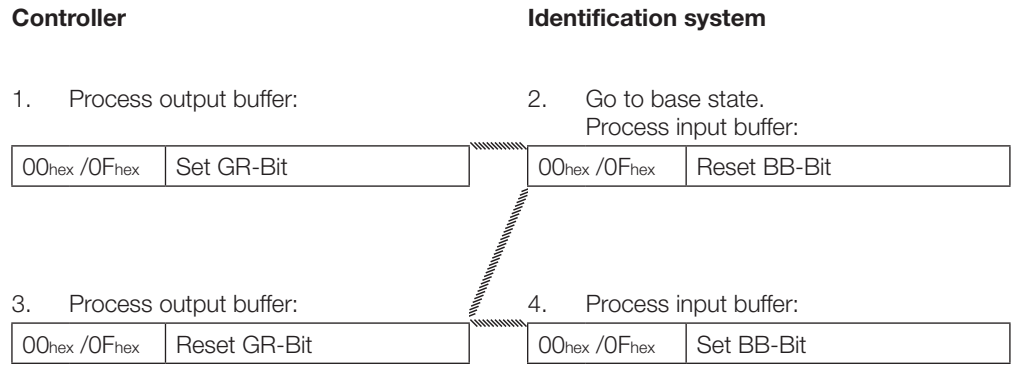 Controller
Identification system
1. Process output buffer:
2. Go to base state.
Process input buffer:
00hex /0Fhex Set GR-Bit
00hex /0Fhex Reset BB-Bit
3. Process output buffer:
4. Process input buffer:
00hex /0Fhex Reset GR-Bit
00hex /0Fhex Set BB-Bit